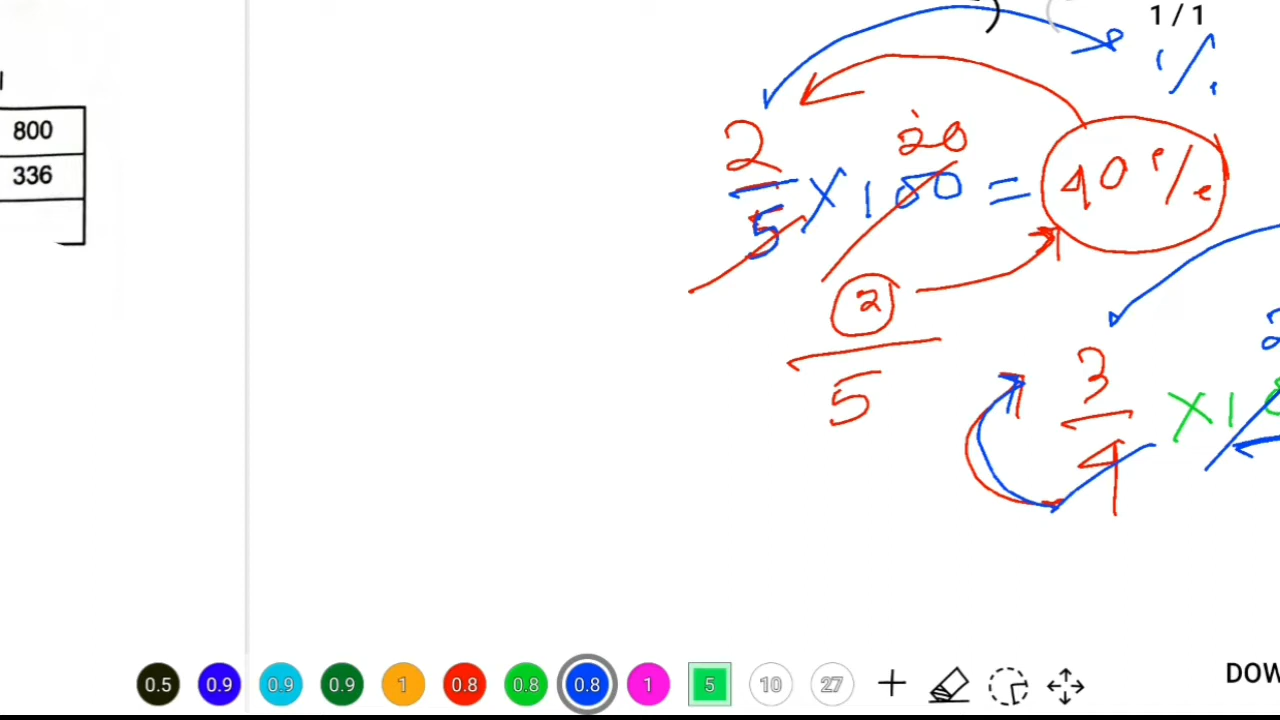 1 / 1
%
800
336
20
2/5 × 100 = 40 %
2/5
3
4
× 1
0.5 0.9 0.9 0.9 1 0.8 0.8 0.8 1 5 10 27 +
DOW